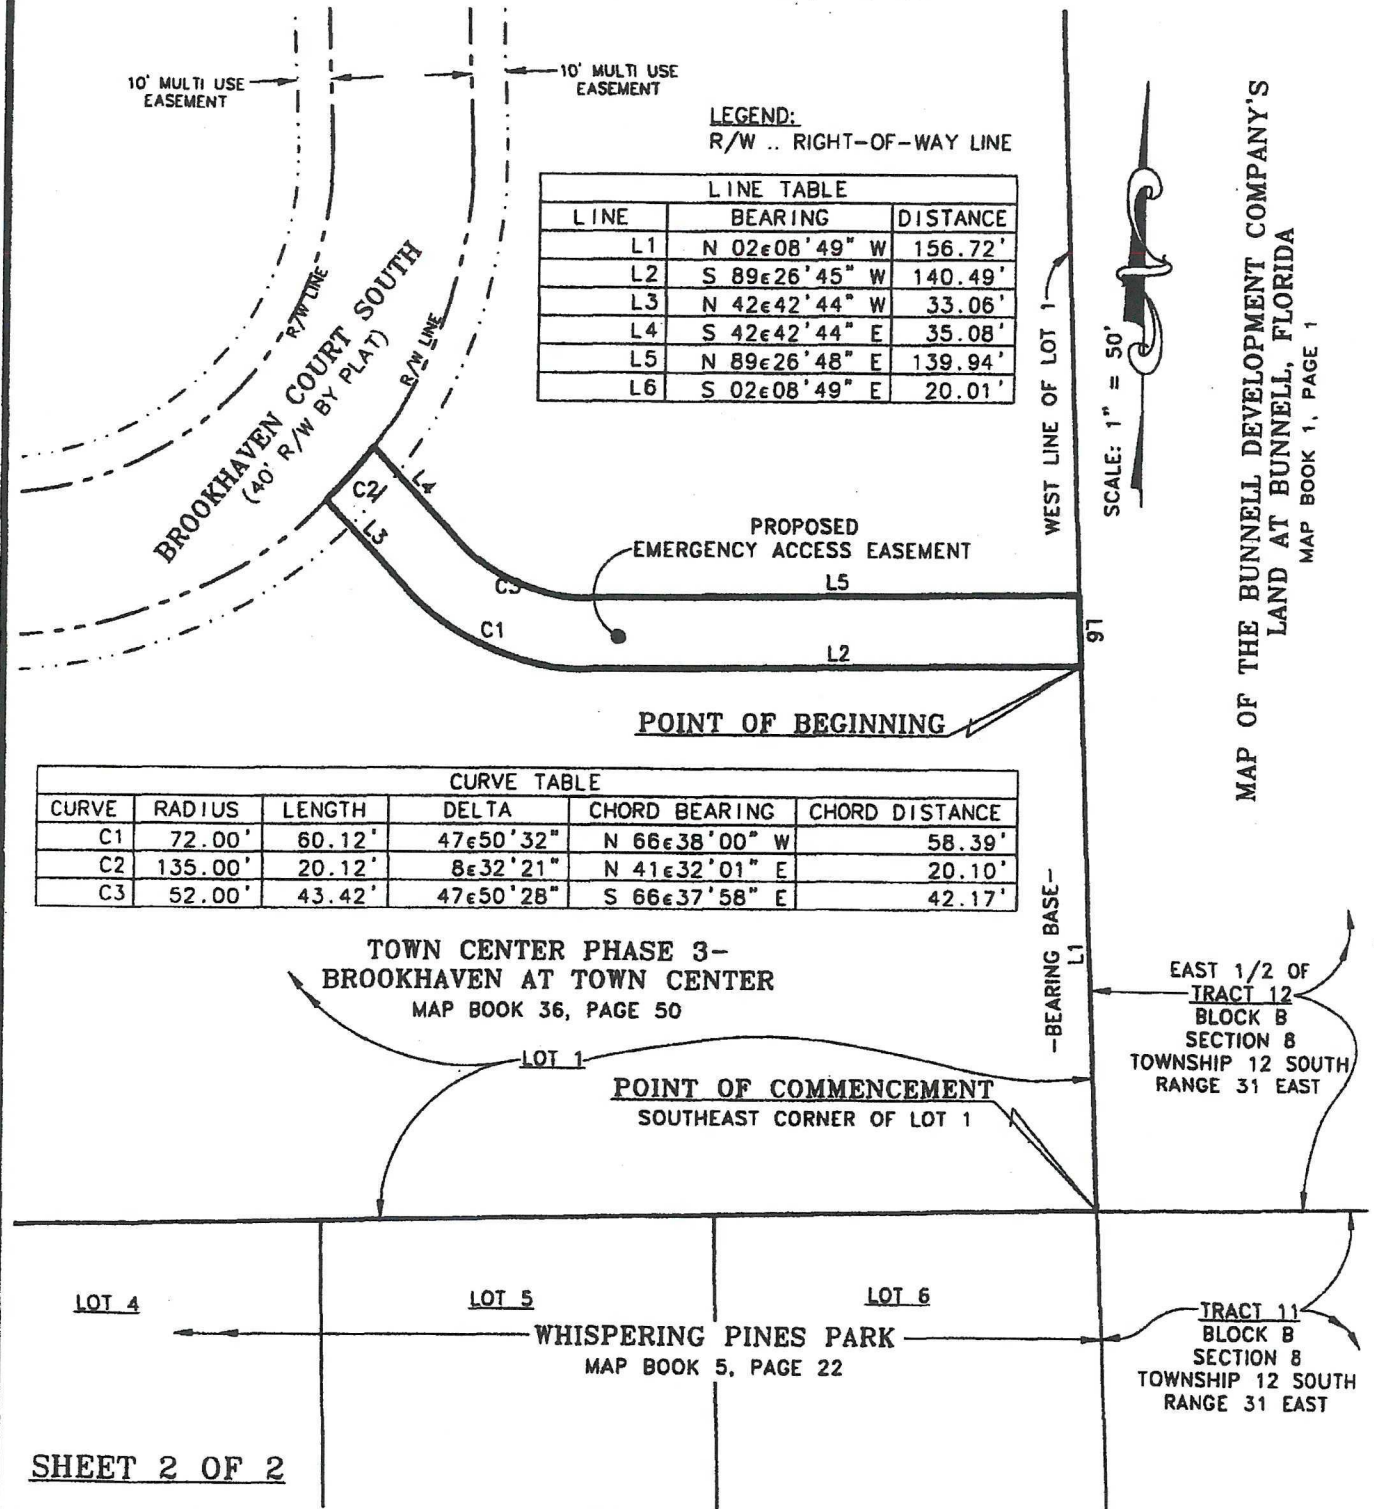 10' MULTI USE
EASEMENT
10' MULTI USE
EASEMENT
LEGEND:
R/W .. RIGHT-OF-WAY LINE
LINE TABLE
LINE BEARING DISTANCE
L1 N 02€08'49" W 156.72'
L2 S 89€26'45" W 140.49'
L3 N 42€42'44" W 33.06'
L4 S 42€42'44" E 35.08'
L5 N 89€26'48" E 139.94'
L6 S 02€08'49" E 20.01'
R/W LINE
BROOKHAVEN COURT SOUTH
(40' R/W BY PLAT)
R/W LINE
WEST LINE OF LOT 1
SCALE: 1" = 50'
MAP OF THE BUNNELL DEVELOPMENT COMPANY'S
LAND AT BUNNELL, FLORIDA
MAP BOOK 1, PAGE 1
C2
L4
L3
PROPOSED
EMERGENCY ACCESS EASEMENT
C3
L5
C1
L2
L6
POINT OF BEGINNING
CURVE TABLE
CURVE RADIUS LENGTH DELTA CHORD BEARING CHORD DISTANCE
C1 72.00' 60.12' 47€50'32" N 66€38'00" W 58.39'
C2 135.00' 20.12' 8€32'21" N 41€32'01" E 20.10'
C3 52.00' 43.42' 47€50'28" S 66€37'58" E 42.17'
TOWN CENTER PHASE 3-
BROOKHAVEN AT TOWN CENTER
MAP BOOK 36, PAGE 50
-BEARING BASE-
L1
EAST 1/2 OF
TRACT 12
BLOCK B
SECTION 8
TOWNSHIP 12 SOUTH
RANGE 31 EAST
LOT 1
POINT OF COMMENCEMENT
SOUTHEAST CORNER OF LOT 1
LOT 4
LOT 5
LOT 6
WHISPERING PINES PARK
MAP BOOK 5, PAGE 22
TRACT 11
BLOCK B
SECTION 8
TOWNSHIP 12 SOUTH
RANGE 31 EAST
SHEET 2 OF 2